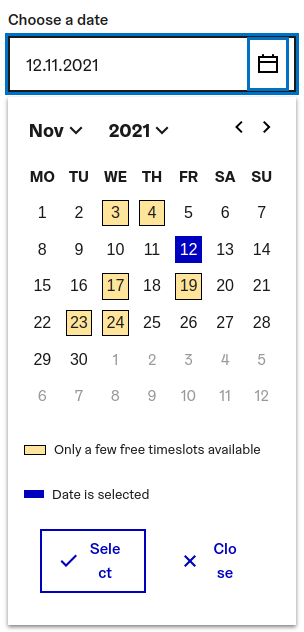 Choose a date
12.11.2021
Nov 2021
MO TU WE TH FR SA SU
1 2 3 4 5 6 7
8 9 10 11 12 13 14
15 16 17 18 19 20 21
22 23 24 25 26 27 28
29 30 1 2 3 4 5
6 7 8 9 10 11 12
Only a few free timeslots available
Date is selected
Sele
ct
Clo
se